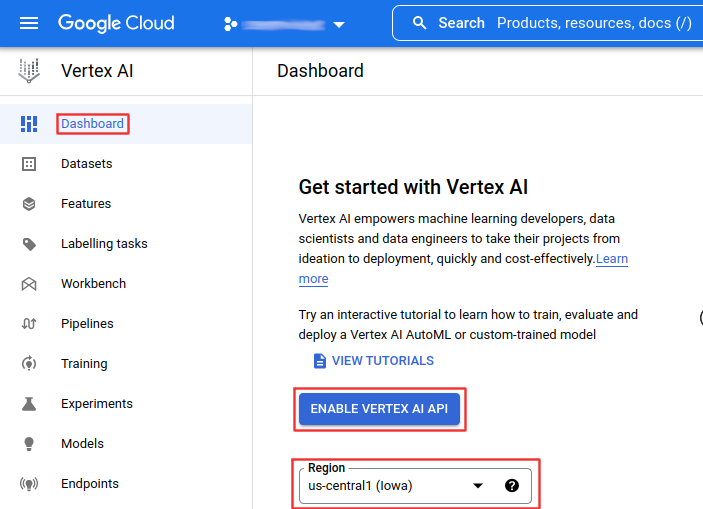 Google Cloud
Search Products, resources, docs (/)
Vertex AI
Dashboard
Dashboard
Datasets
Features
Labelling tasks
Workbench
Pipelines
Training
Experiments
Models
Endpoints
Get started with Vertex AI
Vertex AI empowers machine learning developers, data
scientists and data engineers to take their projects from
ideation to deployment, quickly and cost-effectively.Learn
more
Try an interactive tutorial to learn how to train, evaluate and
deploy a Vertex AI AutoML or custom-trained model
VIEW TUTORIALS
ENABLE VERTEX AI API
Region
us-central1 (Iowa)